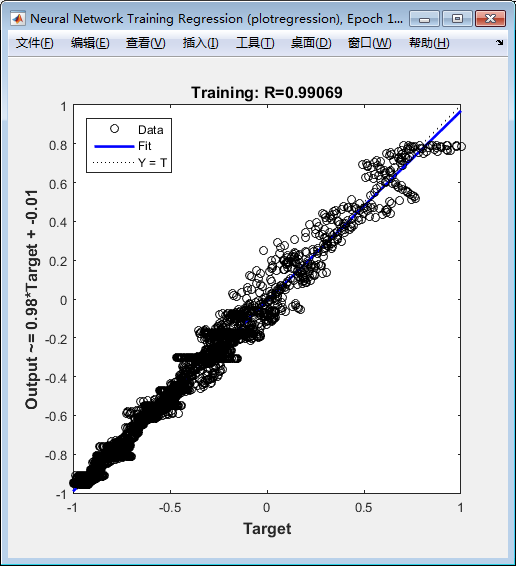 Neural Network Training Regression (plotregression), Epoch 1...
文件(F) 编辑(E) 查看(V) 插入(I) 工具(T) 桌面(D) 窗口(W) 帮助(H)
Training: R=0.99069
Data
Fit
Y = T
Output ~= 0.98*Target + -0.01
1
0.8
0.6
0.4
0.2
0
-0.2
-0.4
-0.6
-0.8
-1
-1 -0.5 0 0.5 1
Target